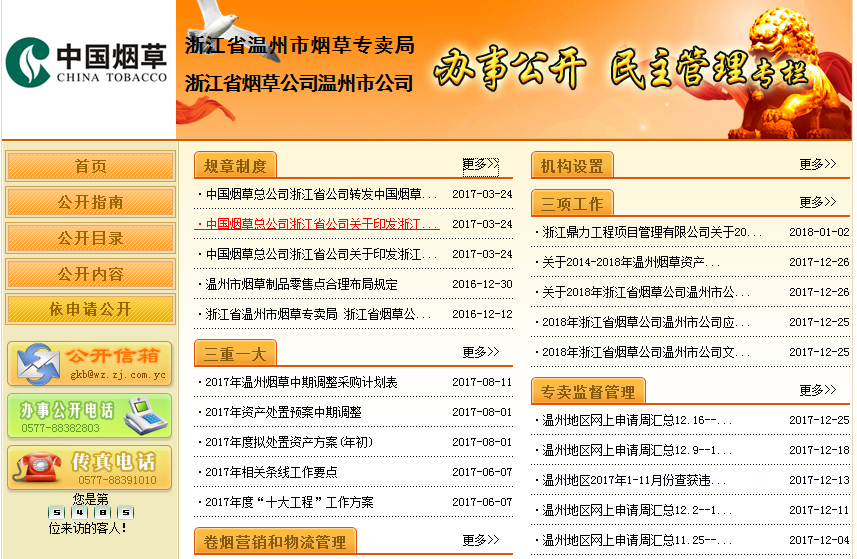 中国烟草
CHINA TOBACCO
浙江省温州市烟草专卖局
浙江省烟草公司温州市公司
办事公开 民主管理专栏
首页
公开指南
公开目录
公开内容
依申请公开
公开信箱
gkb@wz.zj.com.yc
办事公开电话
0577-88382803
传真电话
0577-88391010
您是第
5 4 8 5
位来访的客人!
规章制度 更多>>
·中国烟草总公司浙江省公司转发中国烟草... 2017-03-24
·中国烟草总公司浙江省公司关于印发浙江... 2017-03-24
·中国烟草总公司浙江省公司关于印发浙江... 2017-03-24
·温州市烟草制品零售点合理布局规定 2016-12-30
·浙江省温州市烟草专卖局 浙江省烟草公... 2016-12-12
三重一大 更多>>
·2017年温州烟草中期调整采购计划表 2017-08-11
·2017年资产处置预案中期调整 2017-08-01
·2017年度拟处置资产方案(年初) 2017-08-01
·2017年相关条线工作要点 2017-06-07
·2017年度“十大工程”工作方案 2017-06-07
卷烟营销和物流管理 更多>>
机构设置 更多>>
三项工作 更多>>
·浙江鼎力工程项目管理有限公司关于20... 2018-01-02
·关于2014-2018年温州烟草资产... 2017-12-26
·关于2018年浙江省烟草公司温州市公... 2017-12-26
·2018年浙江省烟草公司温州市公司应... 2017-12-25
·2018年浙江省烟草公司温州市公司文... 2017-12-25
专卖监督管理 更多>>
·温州地区网上申请周汇总12.16--... 2017-12-25
·温州地区网上申请周汇总12.9--1... 2017-12-18
·温州地区2017年1-11月份查获违... 2017-12-13
·温州地区网上申请周汇总12.2--1... 2017-12-11
·温州地区网上申请周汇总11.25--... 2017-12-04